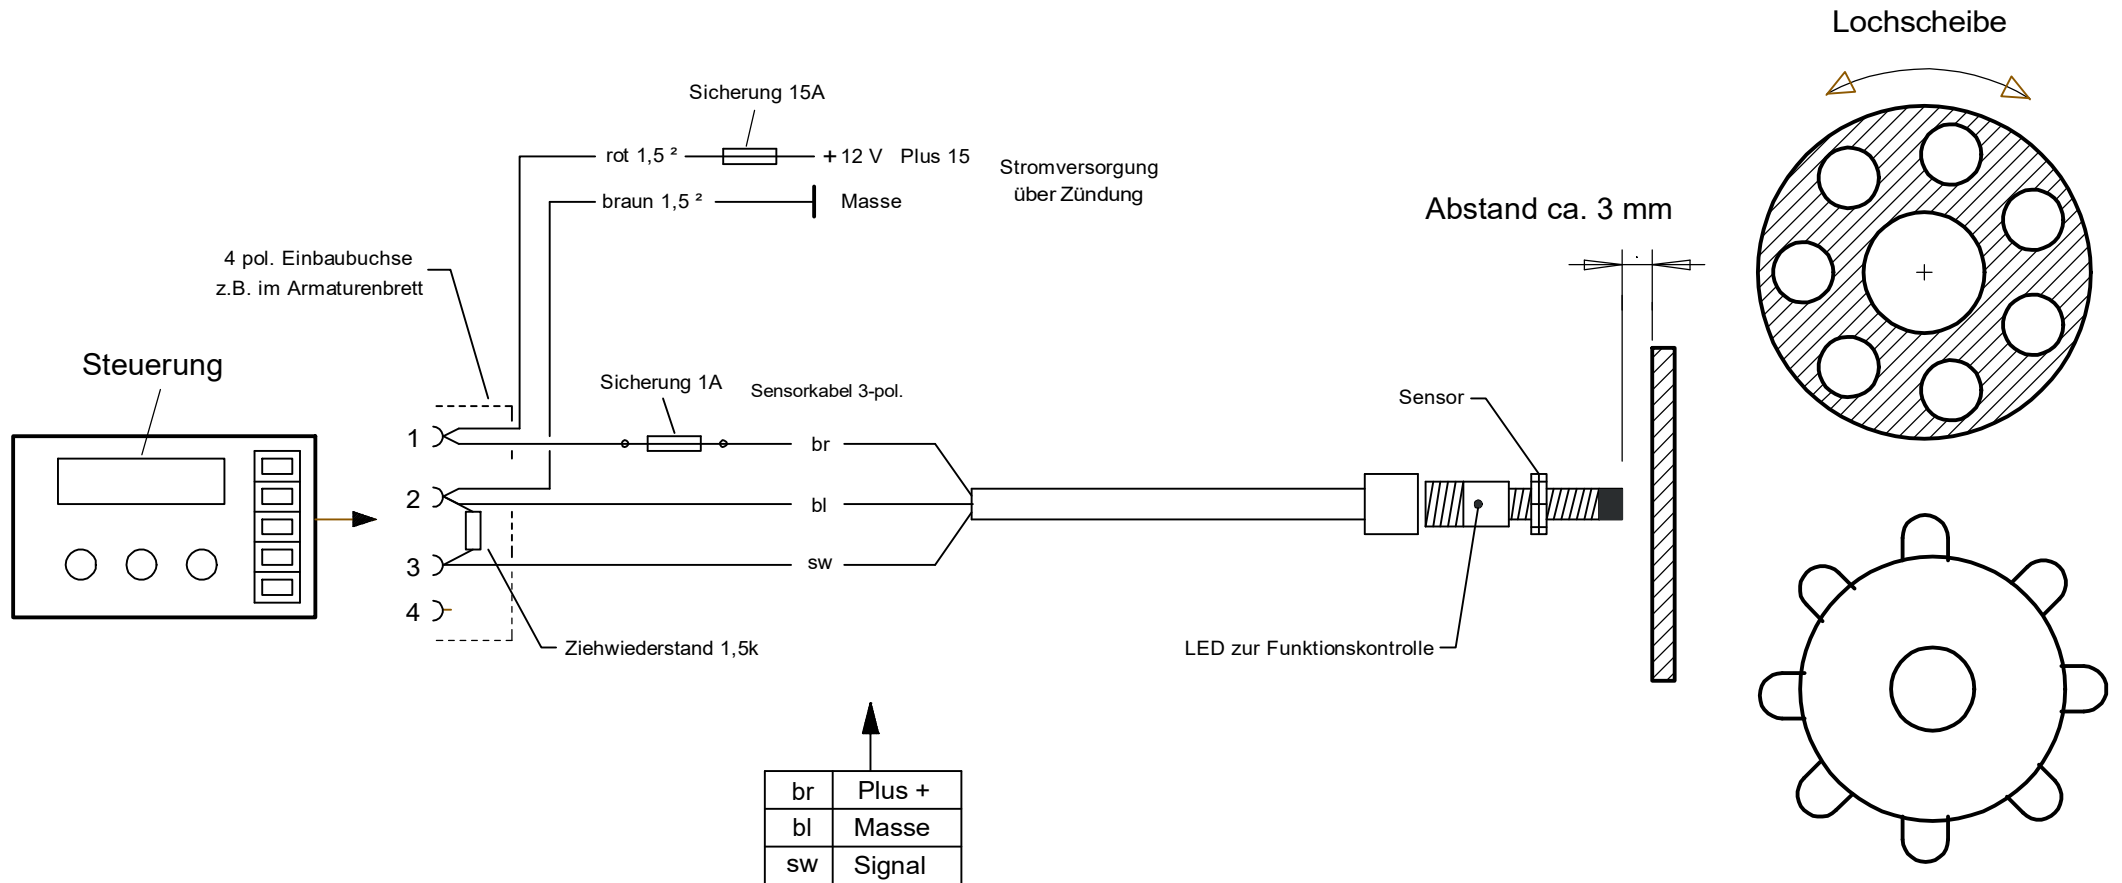 Lochscheibe
Sicherung 15A
rot 1,5 ²
+ 12 V Plus 15
Stromversorgung
über Zündung
braun 1,5 ²
Masse
Abstand ca. 3 mm
4 pol. Einbaubuchse
z.B. im Armaturenbrett
Steuerung
Sicherung 1A
Sensorkabel 3-pol.
Sensor
1
br
2
bl
3
sw
4
Ziehwiederstand 1,5k
LED zur Funktionskontrolle
br Plus +
bl Masse
sw Signal